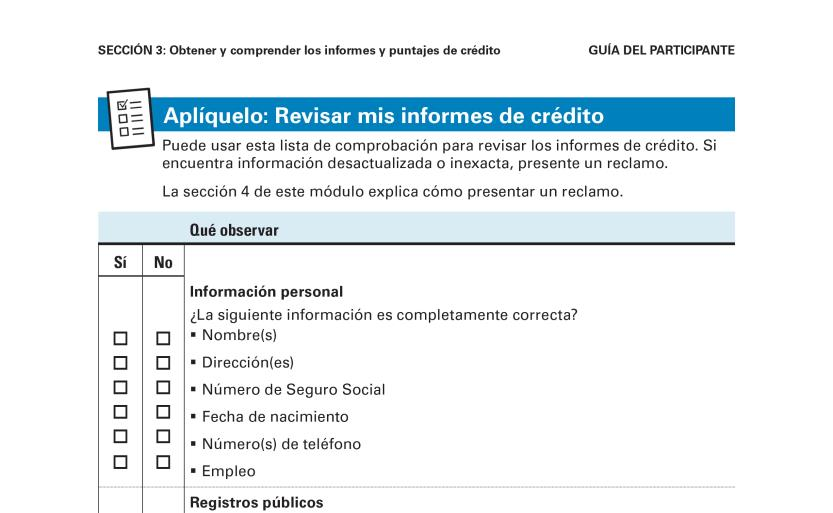 SECCIÓN 3: Obtener y comprender los informes y puntajes de crédito GUÍA DEL PARTICIPANTE
Aplíquelo: Revisar mis informes de crédito
Puede usar esta lista de comprobación para revisar los informes de crédito. Si
encuentra información desactualizada o inexacta, presente un reclamo.
La sección 4 de este módulo explica cómo presentar un reclamo.
Qué observar
Sí No
Información personal
¿La siguiente información es completamente correcta?
▪ Nombre(s)
▪ Dirección(es)
▪ Número de Seguro Social
▪ Fecha de nacimiento
▪ Número(s) de teléfono
▪ Empleo
Registros públicos